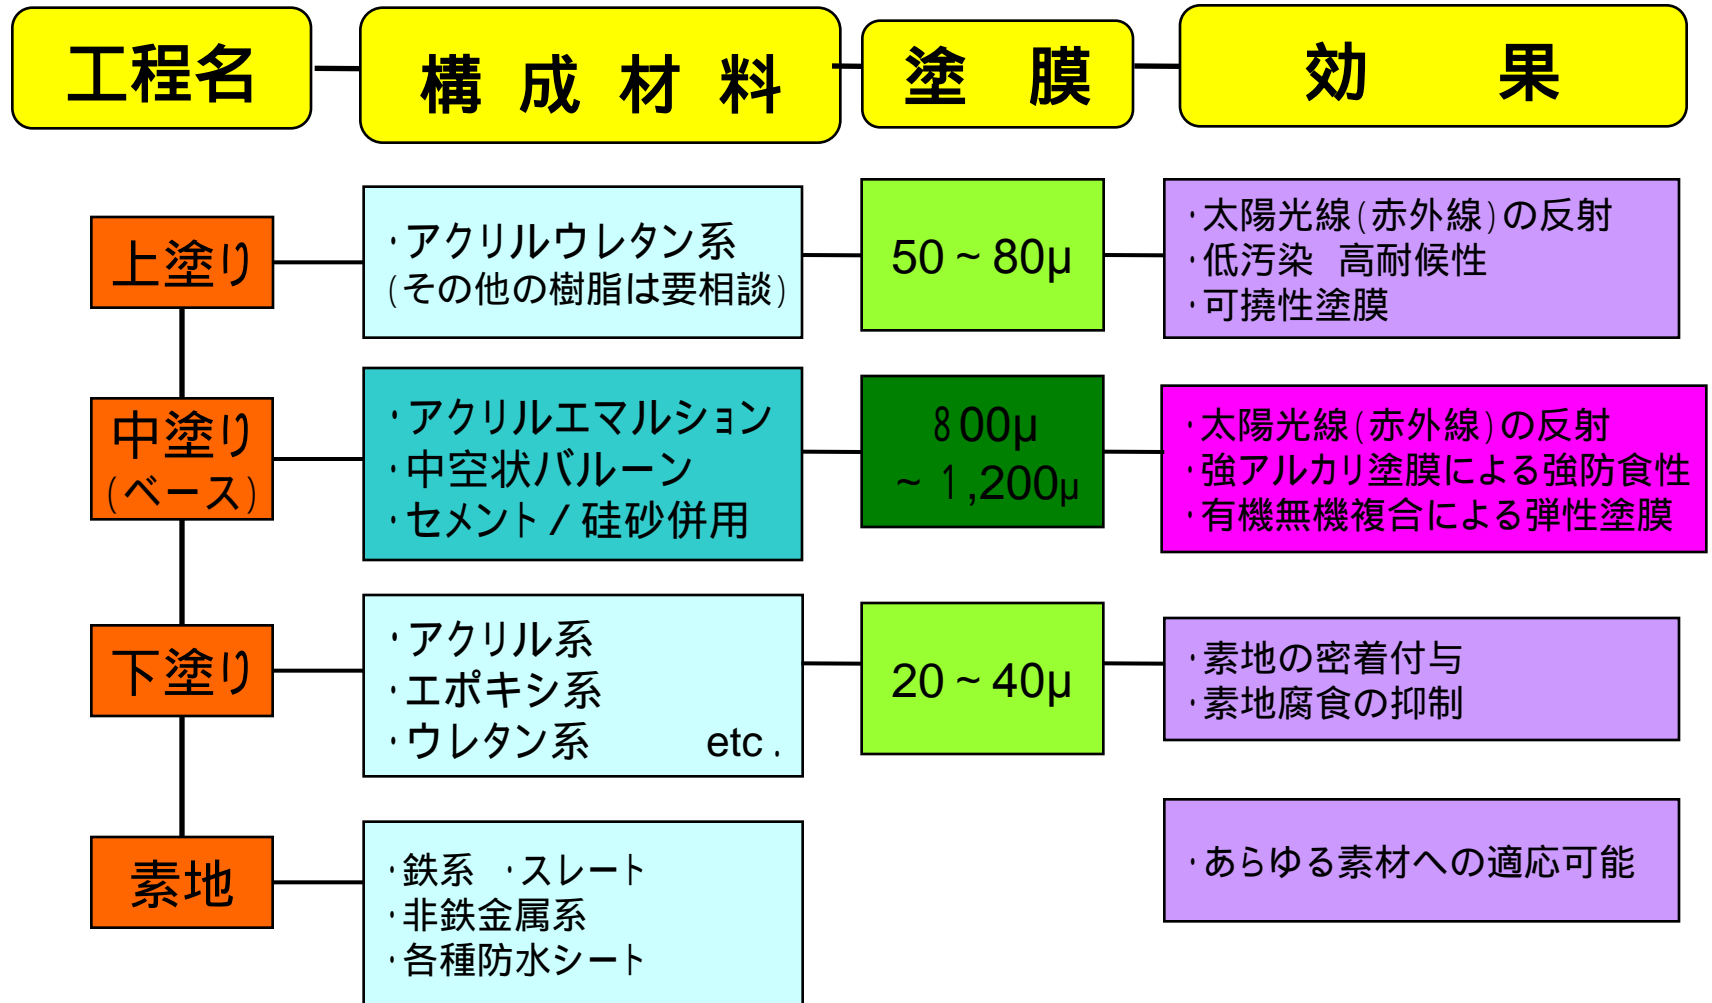 工程名
構成材料
塗膜
効果
上塗り
・アクリルウレタン系
(その他の樹脂は要相談)
50~80μ
・太陽光線(赤外線)の反射
・低汚染 高耐候性
・可撓性塗膜
中塗り
(ベース)
・アクリルエマルション
・中空状バルーン
・セメント/硅砂併用
800μ
~1,200μ
・太陽光線(赤外線)の反射
・強アルカリ塗膜による強防食性
・有機無機複合による弾性塗膜
下塗り
・アクリル系
・エポキシ系
・ウレタン系 etc.
20~40μ
・素地の密着付与
・素地腐食の抑制
素地
・鉄系 ・スレート
・非鉄金属系
・各種防水シート
・あらゆる素材への適応可能